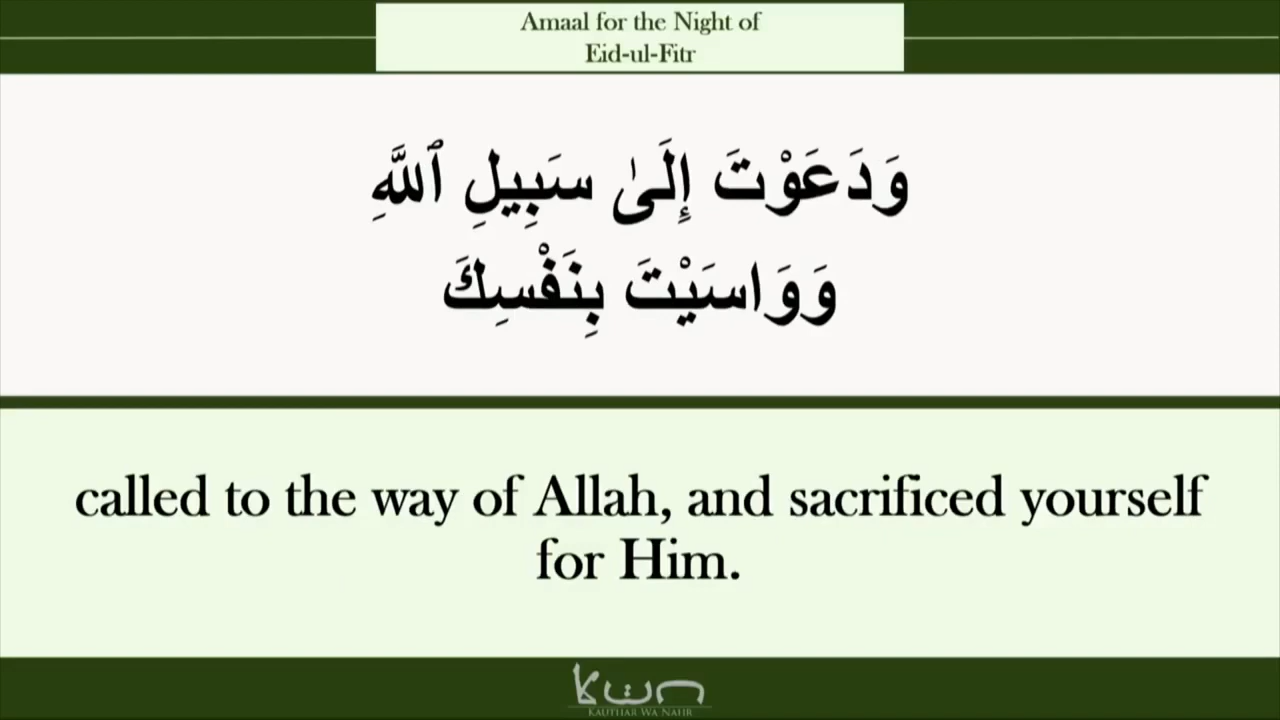 Amaal for the Night of
Eid-ul-Fitr
وَدَعَوْتَ إِلَىٰ سَبِيلِ ٱللَّهِ
وَوَاسَيْتَ بِنَفْسِكَ
called to the way of Allah, and sacrificed yourself
for Him.
KAUTHAR WA NAHR